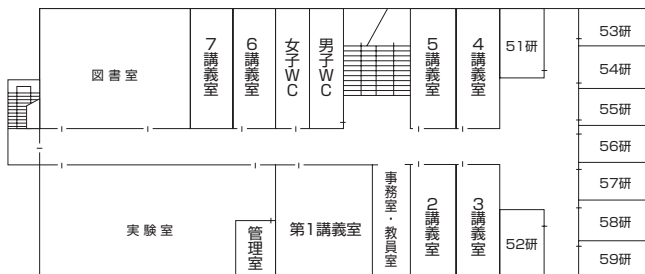 図書室
7講義室
6講義室
女子WC
男子WC
5講義室
4講義室
51研
53研
54研
55研
56研
57研
58研
59研
実験室
管理室
第1講義室
事務室・教員室
2講義室
3講義室
52研